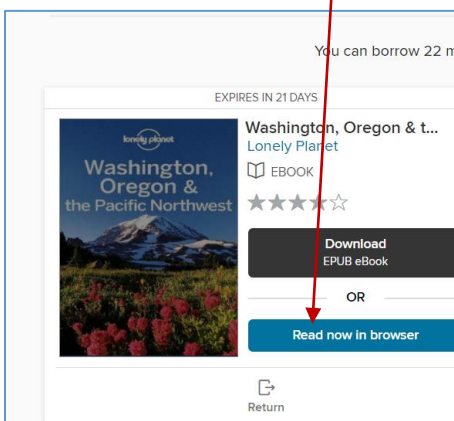 You can borrow 22 m
EXPIRES IN 21 DAYS
Washington, Oregon & t...
Lonely Planet
EBOOK
lonely planet
Washington,
Oregon &
the Pacific Northwest
Download
EPUB eBook
OR
Read now in browser
Return